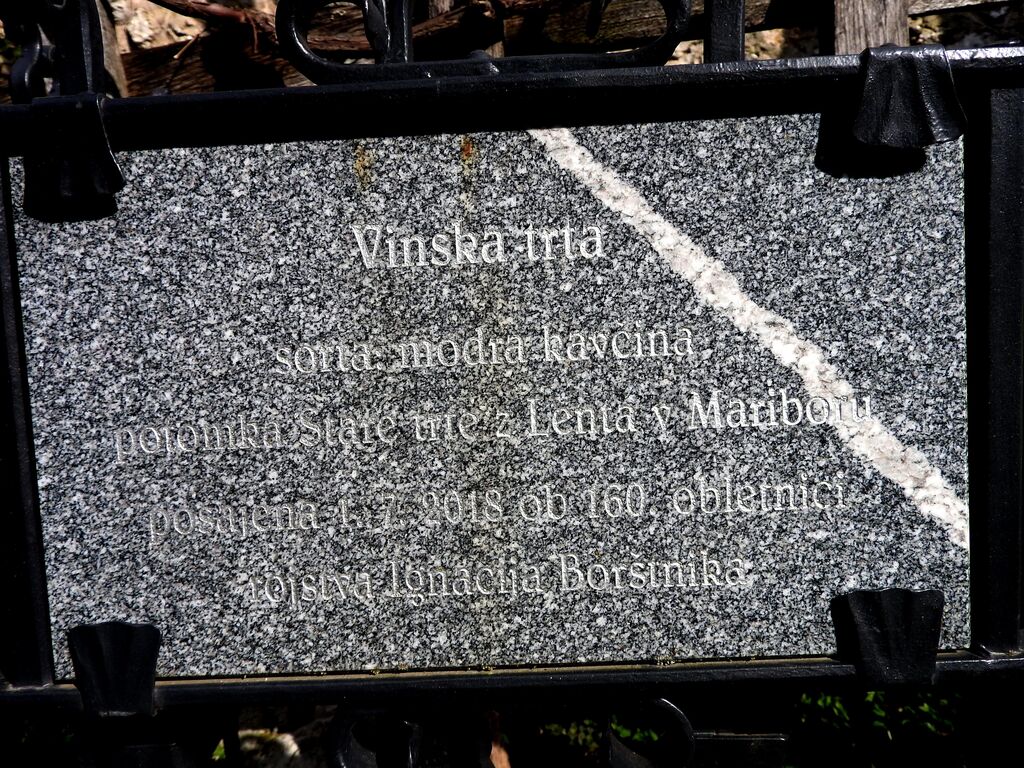 Vinska trta
sorta: modra kavčina
potomka Stare trte z Lenta v Mariboru
posajena 1. 7. 2018 ob 160. obletnici
rojstva Ignacija Borštnika